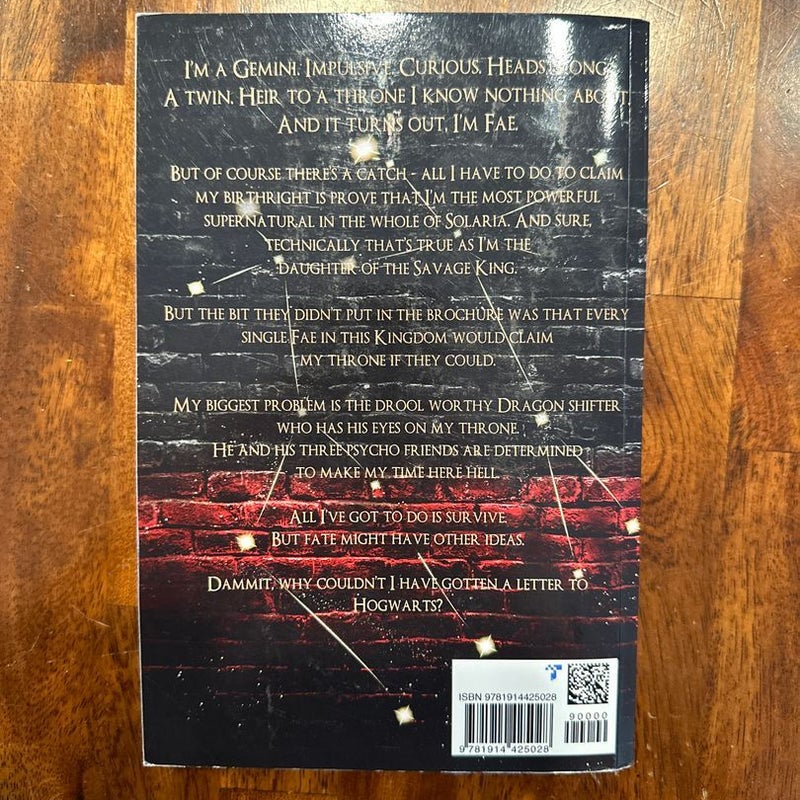 I'M A GEMINI. IMPULSIVE. CURIOUS. HEADSTRONG.
A TWIN. HEIR TO A THRONE I KNOW NOTHING ABOUT.
AND IT TURNS OUT, I'M FAE.
BUT OF COURSE THERE'S A CATCH - ALL I HAVE TO DO TO CLAIM
MY BIRTHRIGHT IS PROVE THAT I'M THE MOST POWERFUL
SUPERNATURAL IN THE WHOLE OF SOLARIA. AND SURE,
TECHNICALLY THAT'S TRUE AS I'M THE
DAUGHTER OF THE SAVAGE KING.
BUT THE BIT THEY DIDN'T PUT IN THE BROCHURE WAS THAT EVERY
SINGLE FAE IN THIS KINGDOM WOULD CLAIM
MY THRONE IF THEY COULD.
MY BIGGEST PROBLEM IS THE DROOL WORTHY DRAGON SHIFTER
WHO HAS HIS EYES ON MY THRONE.
HE AND HIS THREE PSYCHO FRIENDS ARE DETERMINED
TO MAKE MY TIME HERE HELL.
ALL I'VE GOT TO DO IS SURVIVE.
BUT FATE MIGHT HAVE OTHER IDEAS.
DAMMIT, WHY COULDN'T I HAVE GOTTEN A LETTER TO
HOGWARTS?
ISBN 9781914425028
90000
9 781914 425028